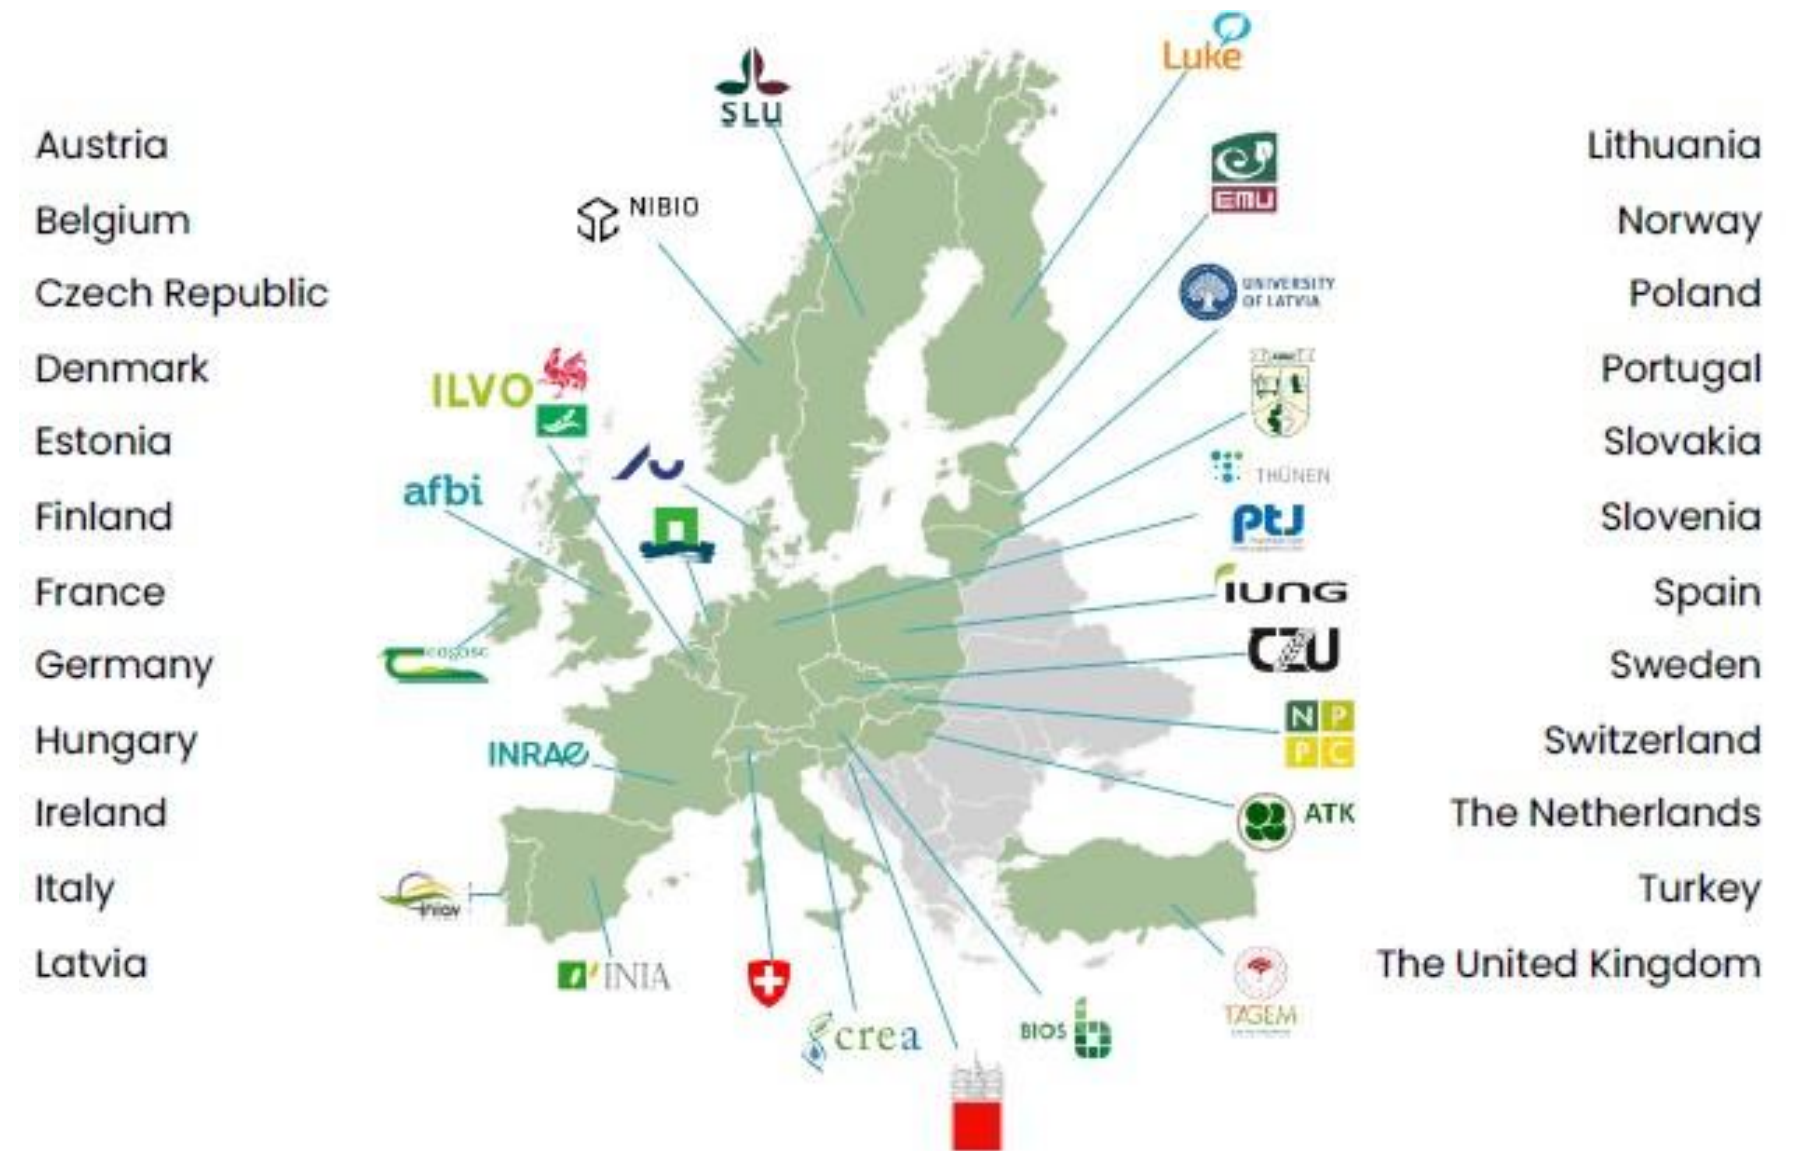 Austria
Belgium
Czech Republic
Denmark
Estonia
Finland
France
Germany
Hungary
Ireland
Italy
Latvia
SLU
NIBIO
ILVO
afbi
INRAE
iniav
INIA
crea
BIOS
TAGEM
Luke
EMU
UNIVERSITY
OF LATVIA
THÜNEN
ptJ
IUNG
CZU
N P
P C
ATK
Lithuania
Norway
Poland
Portugal
Slovakia
Slovenia
Spain
Sweden
Switzerland
The Netherlands
Turkey
The United Kingdom